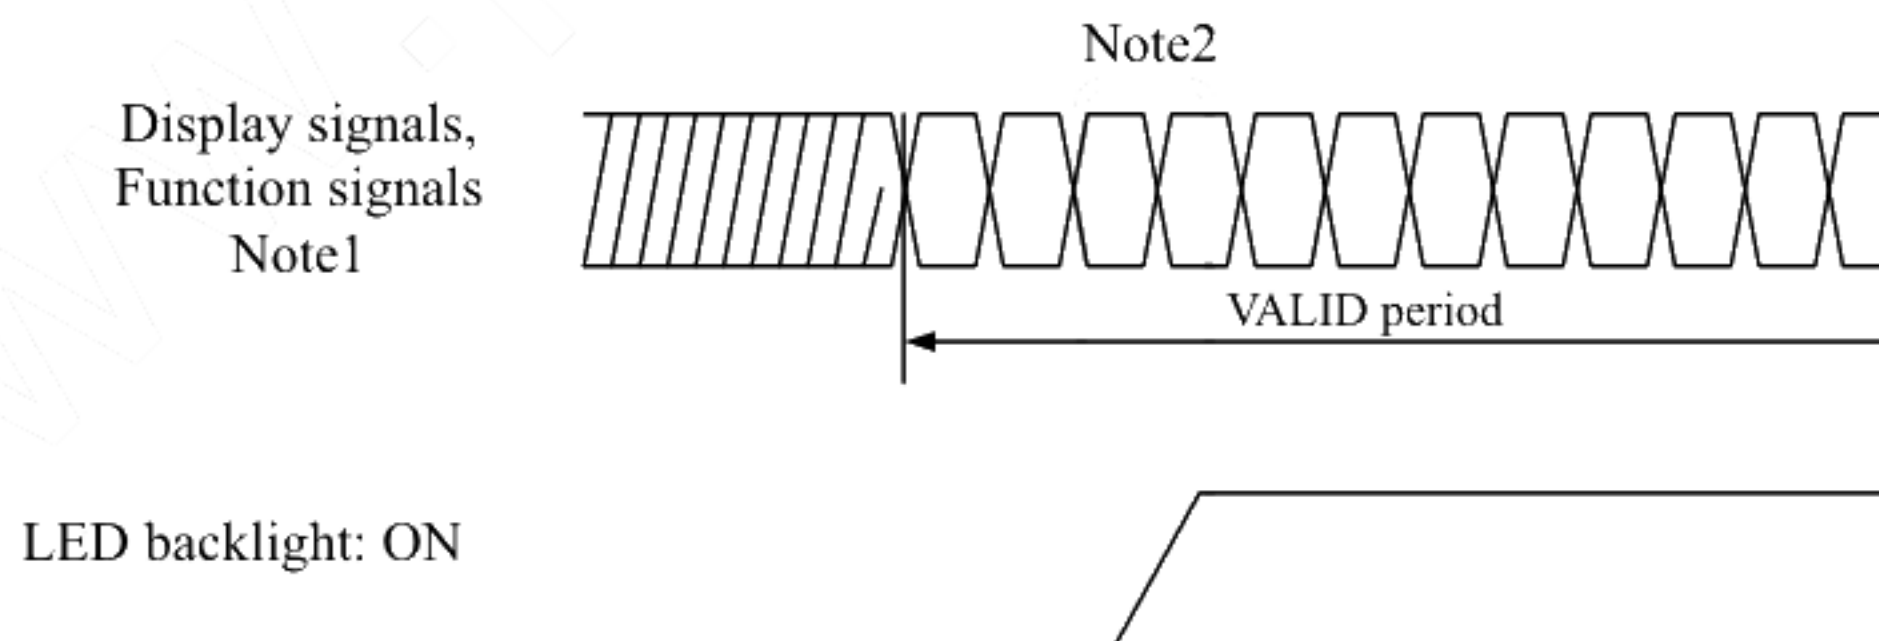 Note2
Display signals,
Function signals
Note1
VALID period
LED backlight: ON